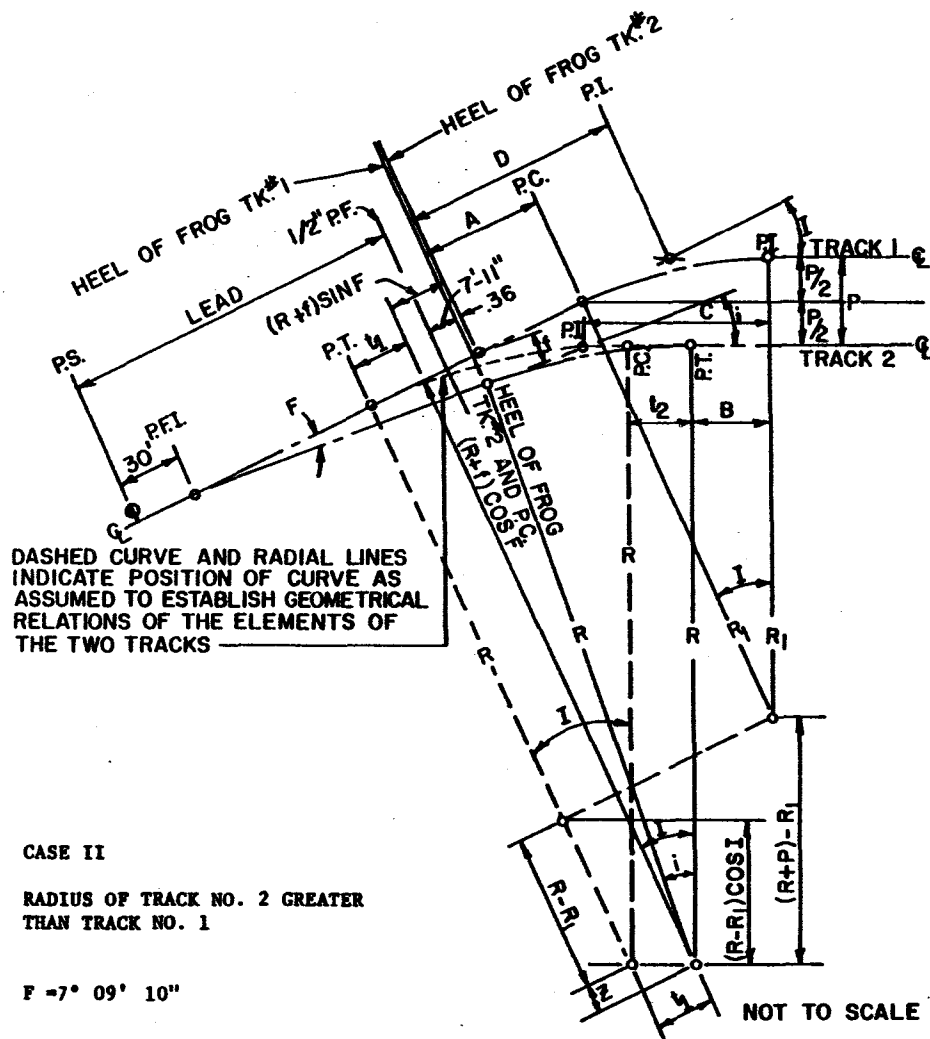 HEEL OF FROG TK.#2
P.I.
HEEL OF FROG TK.#1
D
P.C.
1/2" P.F.
A
I
P.T.
TRACK 1
℄
LEAD
(R+f)SINF
7'-11"
.36
P/2
P
P.S.
P.T.
t₁
f
P.I.
C
i
P/2
TRACK 2
℄
F
P.C.
P.T.
30'
P.F.I.
t₂
B
℄
HEEL OF FROG
TK.#2 AND P.C.
(R+f)COS F
DASHED CURVE AND RADIAL LINES
INDICATE POSITION OF CURVE AS
ASSUMED TO ESTABLISH GEOMETRICAL
RELATIONS OF THE ELEMENTS OF
THE TWO TRACKS
R
R
R
R
I
R₁
R₁
I
I
i
CASE II
RADIUS OF TRACK NO. 2 GREATER
THAN TRACK NO. 1
R-R₁
(R-R₁)COS I
(R+P)-R₁
F =7° 09' 10"
Z
t₁
NOT TO SCALE